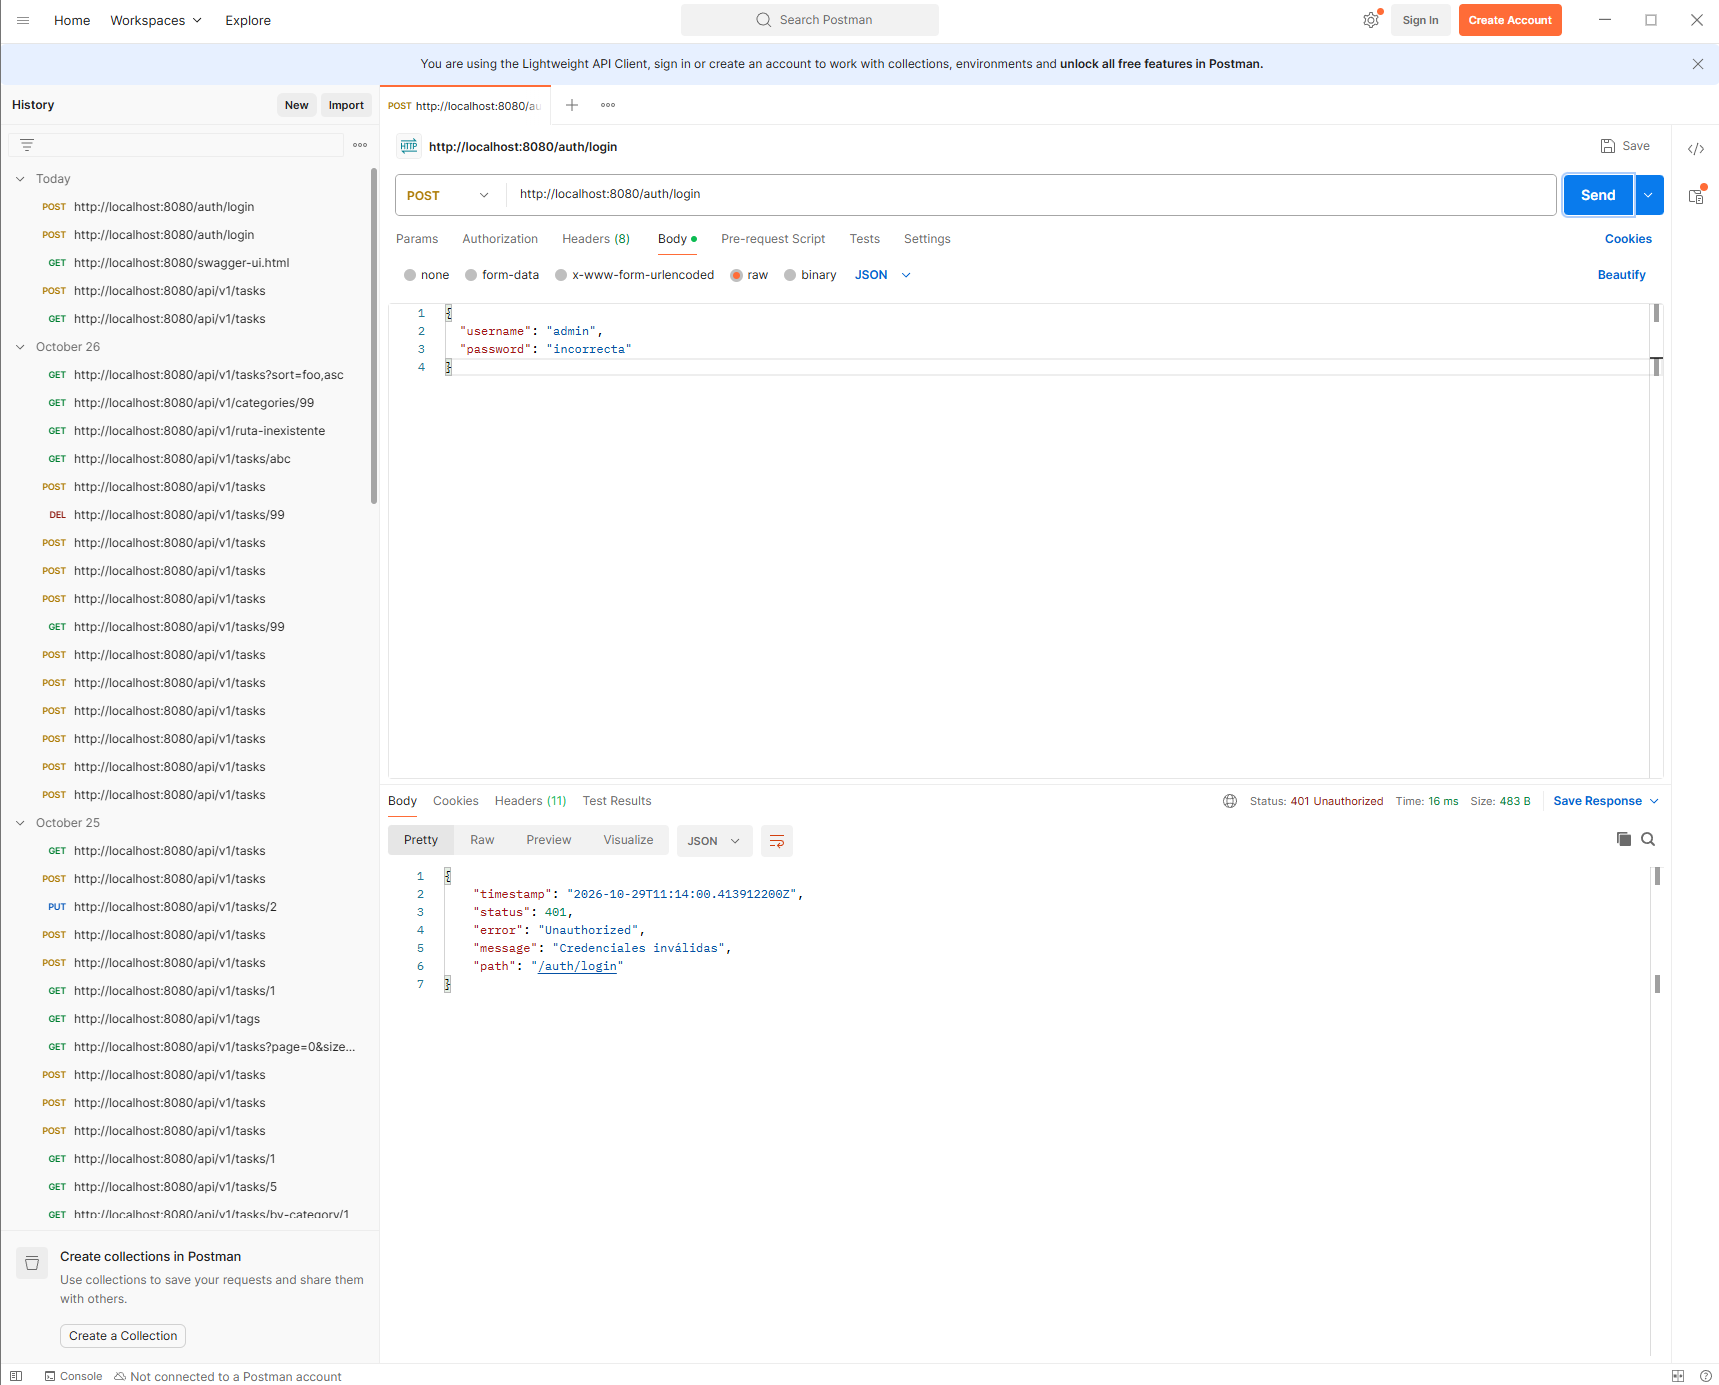 Home Workspaces Explore Search Postman Sign In Create Account
You are using the Lightweight API Client, sign in or create an account to work with collections, environments and unlock all free features in Postman.
History New Import
Today
POST http://localhost:8080/auth/login
POST http://localhost:8080/auth/login
GET http://localhost:8080/swagger-ui.html
POST http://localhost:8080/api/v1/tasks
GET http://localhost:8080/api/v1/tasks
October 26
GET http://localhost:8080/api/v1/tasks?sort=foo,asc
GET http://localhost:8080/api/v1/categories/99
GET http://localhost:8080/api/v1/ruta-inexistente
GET http://localhost:8080/api/v1/tasks/abc
POST http://localhost:8080/api/v1/tasks
DEL http://localhost:8080/api/v1/tasks/99
POST http://localhost:8080/api/v1/tasks
POST http://localhost:8080/api/v1/tasks
POST http://localhost:8080/api/v1/tasks
GET http://localhost:8080/api/v1/tasks/99
POST http://localhost:8080/api/v1/tasks
POST http://localhost:8080/api/v1/tasks
POST http://localhost:8080/api/v1/tasks
POST http://localhost:8080/api/v1/tasks
POST http://localhost:8080/api/v1/tasks
POST http://localhost:8080/api/v1/tasks
October 25
GET http://localhost:8080/api/v1/tasks
POST http://localhost:8080/api/v1/tasks
PUT http://localhost:8080/api/v1/tasks/2
POST http://localhost:8080/api/v1/tasks
POST http://localhost:8080/api/v1/tasks
GET http://localhost:8080/api/v1/tasks/1
GET http://localhost:8080/api/v1/tags
GET http://localhost:8080/api/v1/tasks?page=0&size...
POST http://localhost:8080/api/v1/tasks
POST http://localhost:8080/api/v1/tasks
POST http://localhost:8080/api/v1/tasks
GET http://localhost:8080/api/v1/tasks/1
GET http://localhost:8080/api/v1/tasks/5
GET http://localhost:8080/api/v1/tasks/by-category/1
Create collections in Postman
Use collections to save your requests and share them
with others.
Create a Collection
POST http://localhost:8080/au
HTTP http://localhost:8080/auth/login Save
POST http://localhost:8080/auth/login Send
Params Authorization Headers (8) Body Pre-request Script Tests Settings Cookies
none form-data x-www-form-urlencoded raw binary JSON Beautify
1 {
2 "username": "admin",
3 "password": "incorrecta"
4 }
Body Cookies Headers (11) Test Results Status: 401 Unauthorized Time: 16 ms Size: 483 B Save Response
Pretty Raw Preview Visualize JSON
1 {
2 "timestamp": "2026-10-29T11:14:00.413912200Z",
3 "status": 401,
4 "error": "Unauthorized",
5 "message": "Credenciales inválidas",
6 "path": "/auth/login"
7 }
Console Not connected to a Postman account